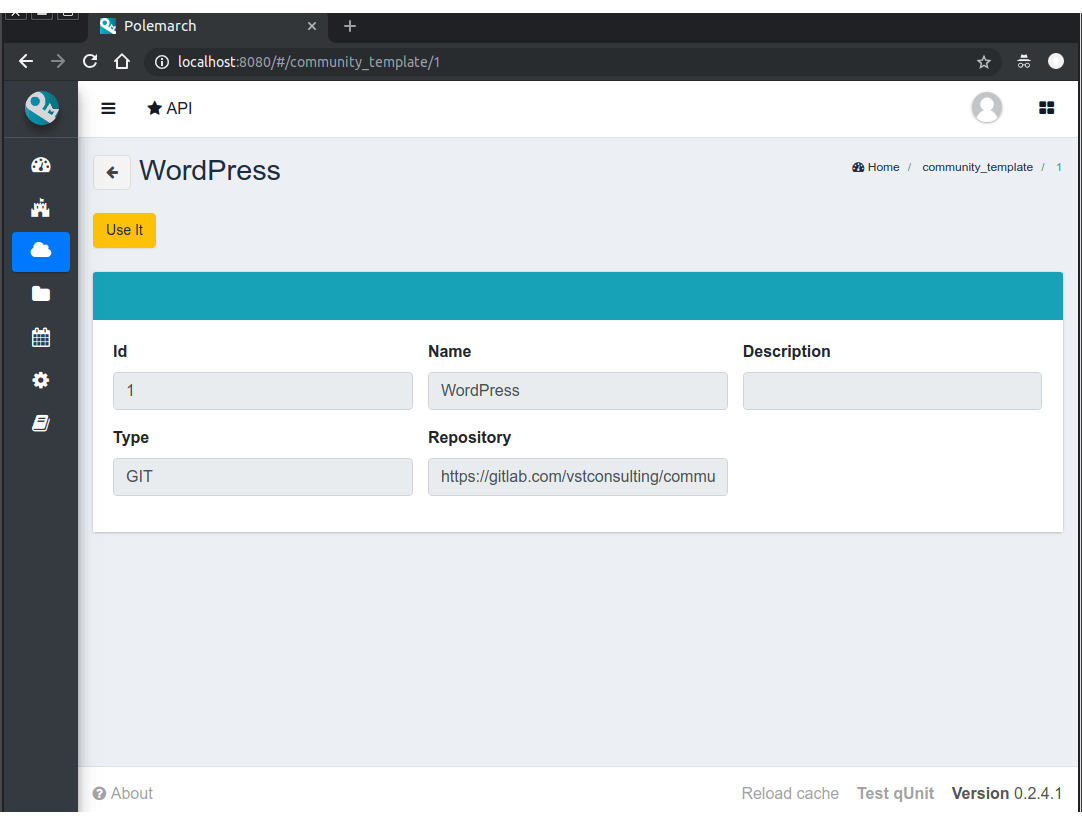 Polemarch
localhost:8080/#/community_template/1
API
WordPress
Home / community_template / 1
Use It
Id
Name
Description
1
WordPress
Type
Repository
GIT
https://gitlab.com/vstconsulting/commu
About
Reload cache Test qUnit Version 0.2.4.1